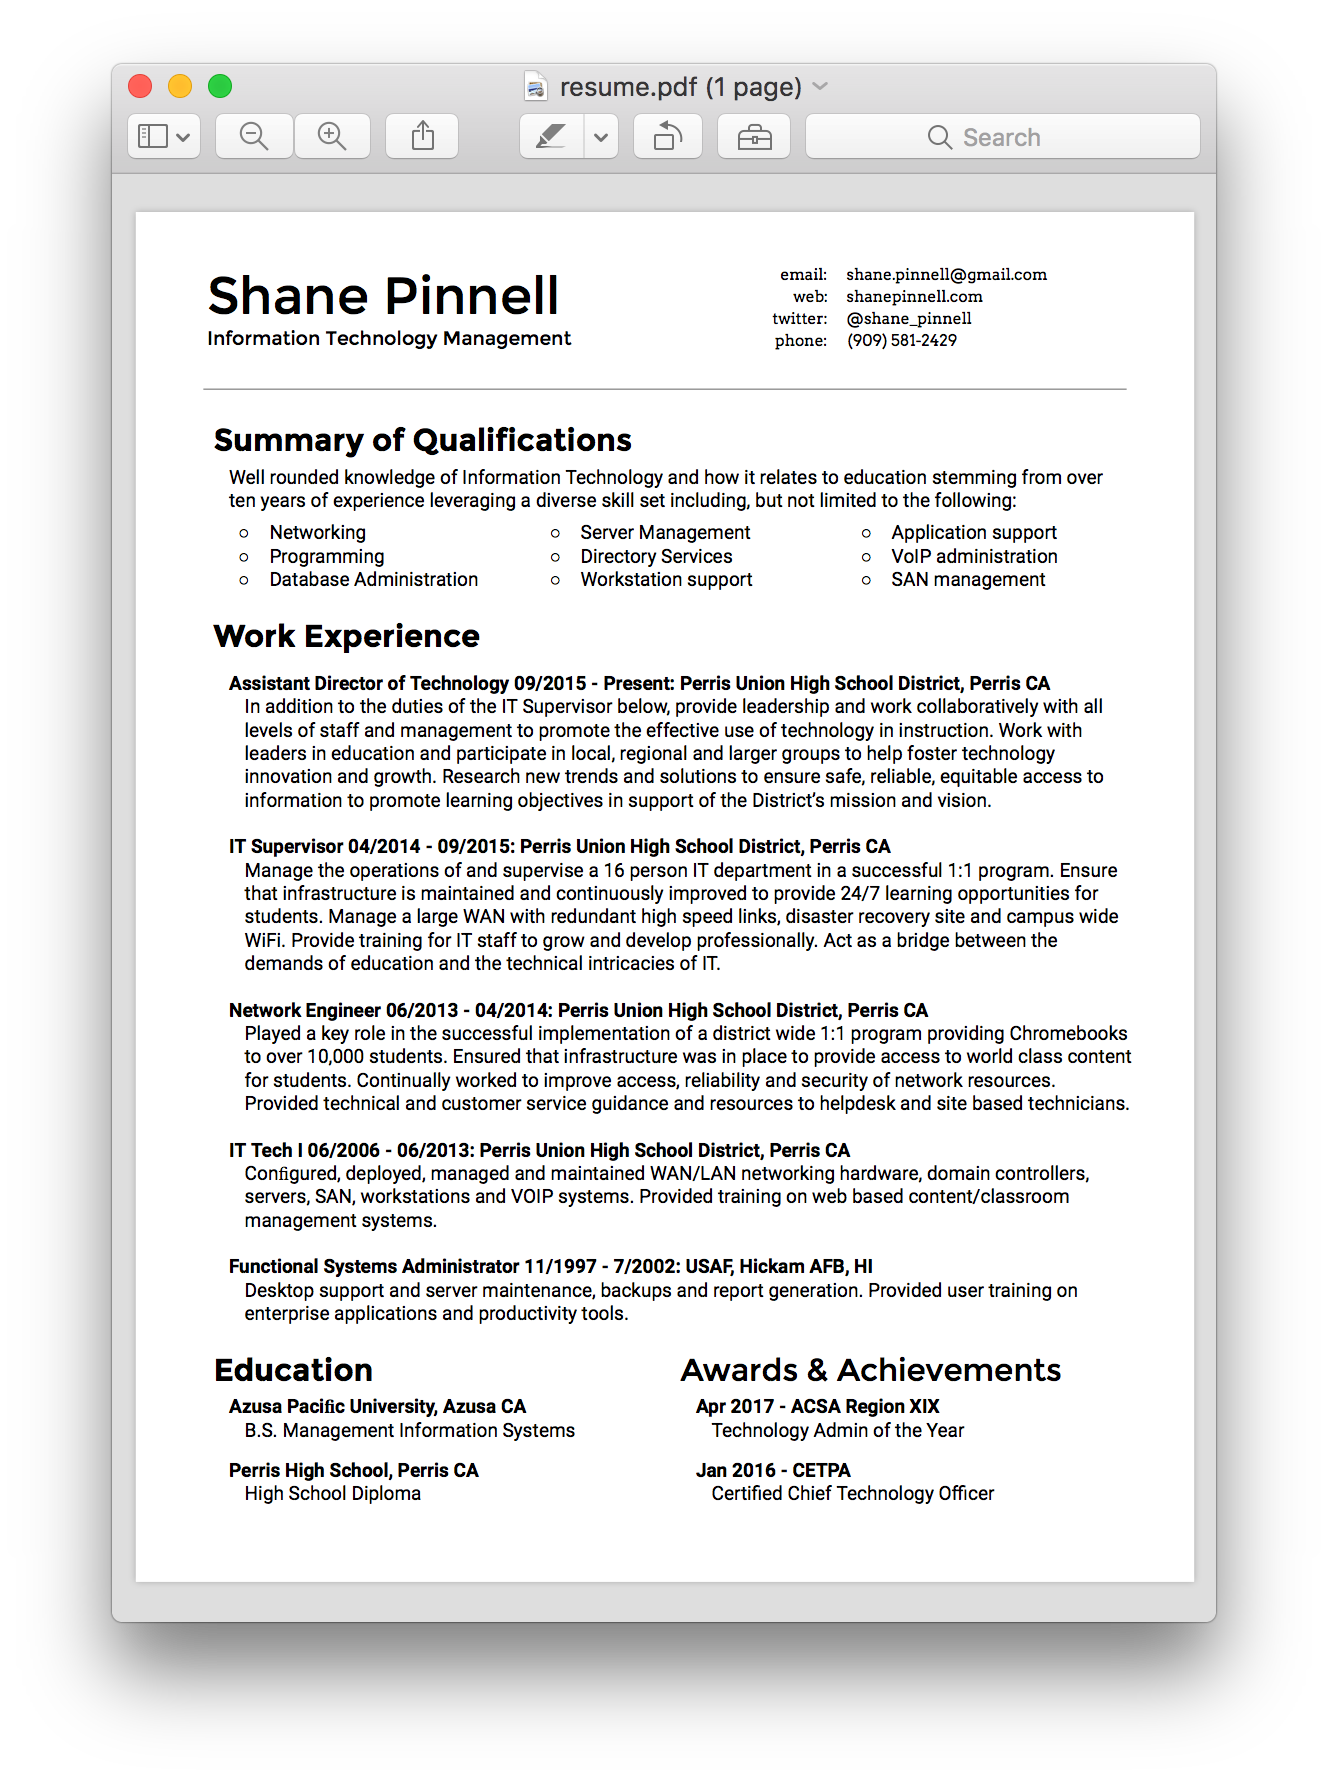 resume.pdf (1 page)
Search
Shane Pinnell
Information Technology Management
email: shane.pinnell@gmail.com
web: shanepinnell.com
twitter: @shane_pinnell
phone: (909) 581-2429
Summary of Qualifications
Well rounded knowledge of Information Technology and how it relates to education stemming from over
ten years of experience leveraging a diverse skill set including, but not limited to the following:
○ Networking
○ Programming
○ Database Administration
○ Server Management
○ Directory Services
○ Workstation support
○ Application support
○ VoIP administration
○ SAN management
Work Experience
Assistant Director of Technology 09/2015 - Present: Perris Union High School District, Perris CA
In addition to the duties of the IT Supervisor below, provide leadership and work collaboratively with all
levels of staff and management to promote the effective use of technology in instruction. Work with
leaders in education and participate in local, regional and larger groups to help foster technology
innovation and growth. Research new trends and solutions to ensure safe, reliable, equitable access to
information to promote learning objectives in support of the District's mission and vision.
IT Supervisor 04/2014 - 09/2015: Perris Union High School District, Perris CA
Manage the operations of and supervise a 16 person IT department in a successful 1:1 program. Ensure
that infrastructure is maintained and continuously improved to provide 24/7 learning opportunities for
students. Manage a large WAN with redundant high speed links, disaster recovery site and campus wide
WiFi. Provide training for IT staff to grow and develop professionally. Act as a bridge between the
demands of education and the technical intricacies of IT.
Network Engineer 06/2013 - 04/2014: Perris Union High School District, Perris CA
Played a key role in the successful implementation of a district wide 1:1 program providing Chromebooks
to over 10,000 students. Ensured that infrastructure was in place to provide access to world class content
for students. Continually worked to improve access, reliability and security of network resources.
Provided technical and customer service guidance and resources to helpdesk and site based technicians.
IT Tech I 06/2006 - 06/2013: Perris Union High School District, Perris CA
Configured, deployed, managed and maintained WAN/LAN networking hardware, domain controllers,
servers, SAN, workstations and VOIP systems. Provided training on web based content/classroom
management systems.
Functional Systems Administrator 11/1997 - 7/2002: USAF, Hickam AFB, HI
Desktop support and server maintenance, backups and report generation. Provided user training on
enterprise applications and productivity tools.
Education
Azusa Pacific University, Azusa CA
B.S. Management Information Systems
Perris High School, Perris CA
High School Diploma
Awards & Achievements
Apr 2017 - ACSA Region XIX
Technology Admin of the Year
Jan 2016 - CETPA
Certified Chief Technology Officer